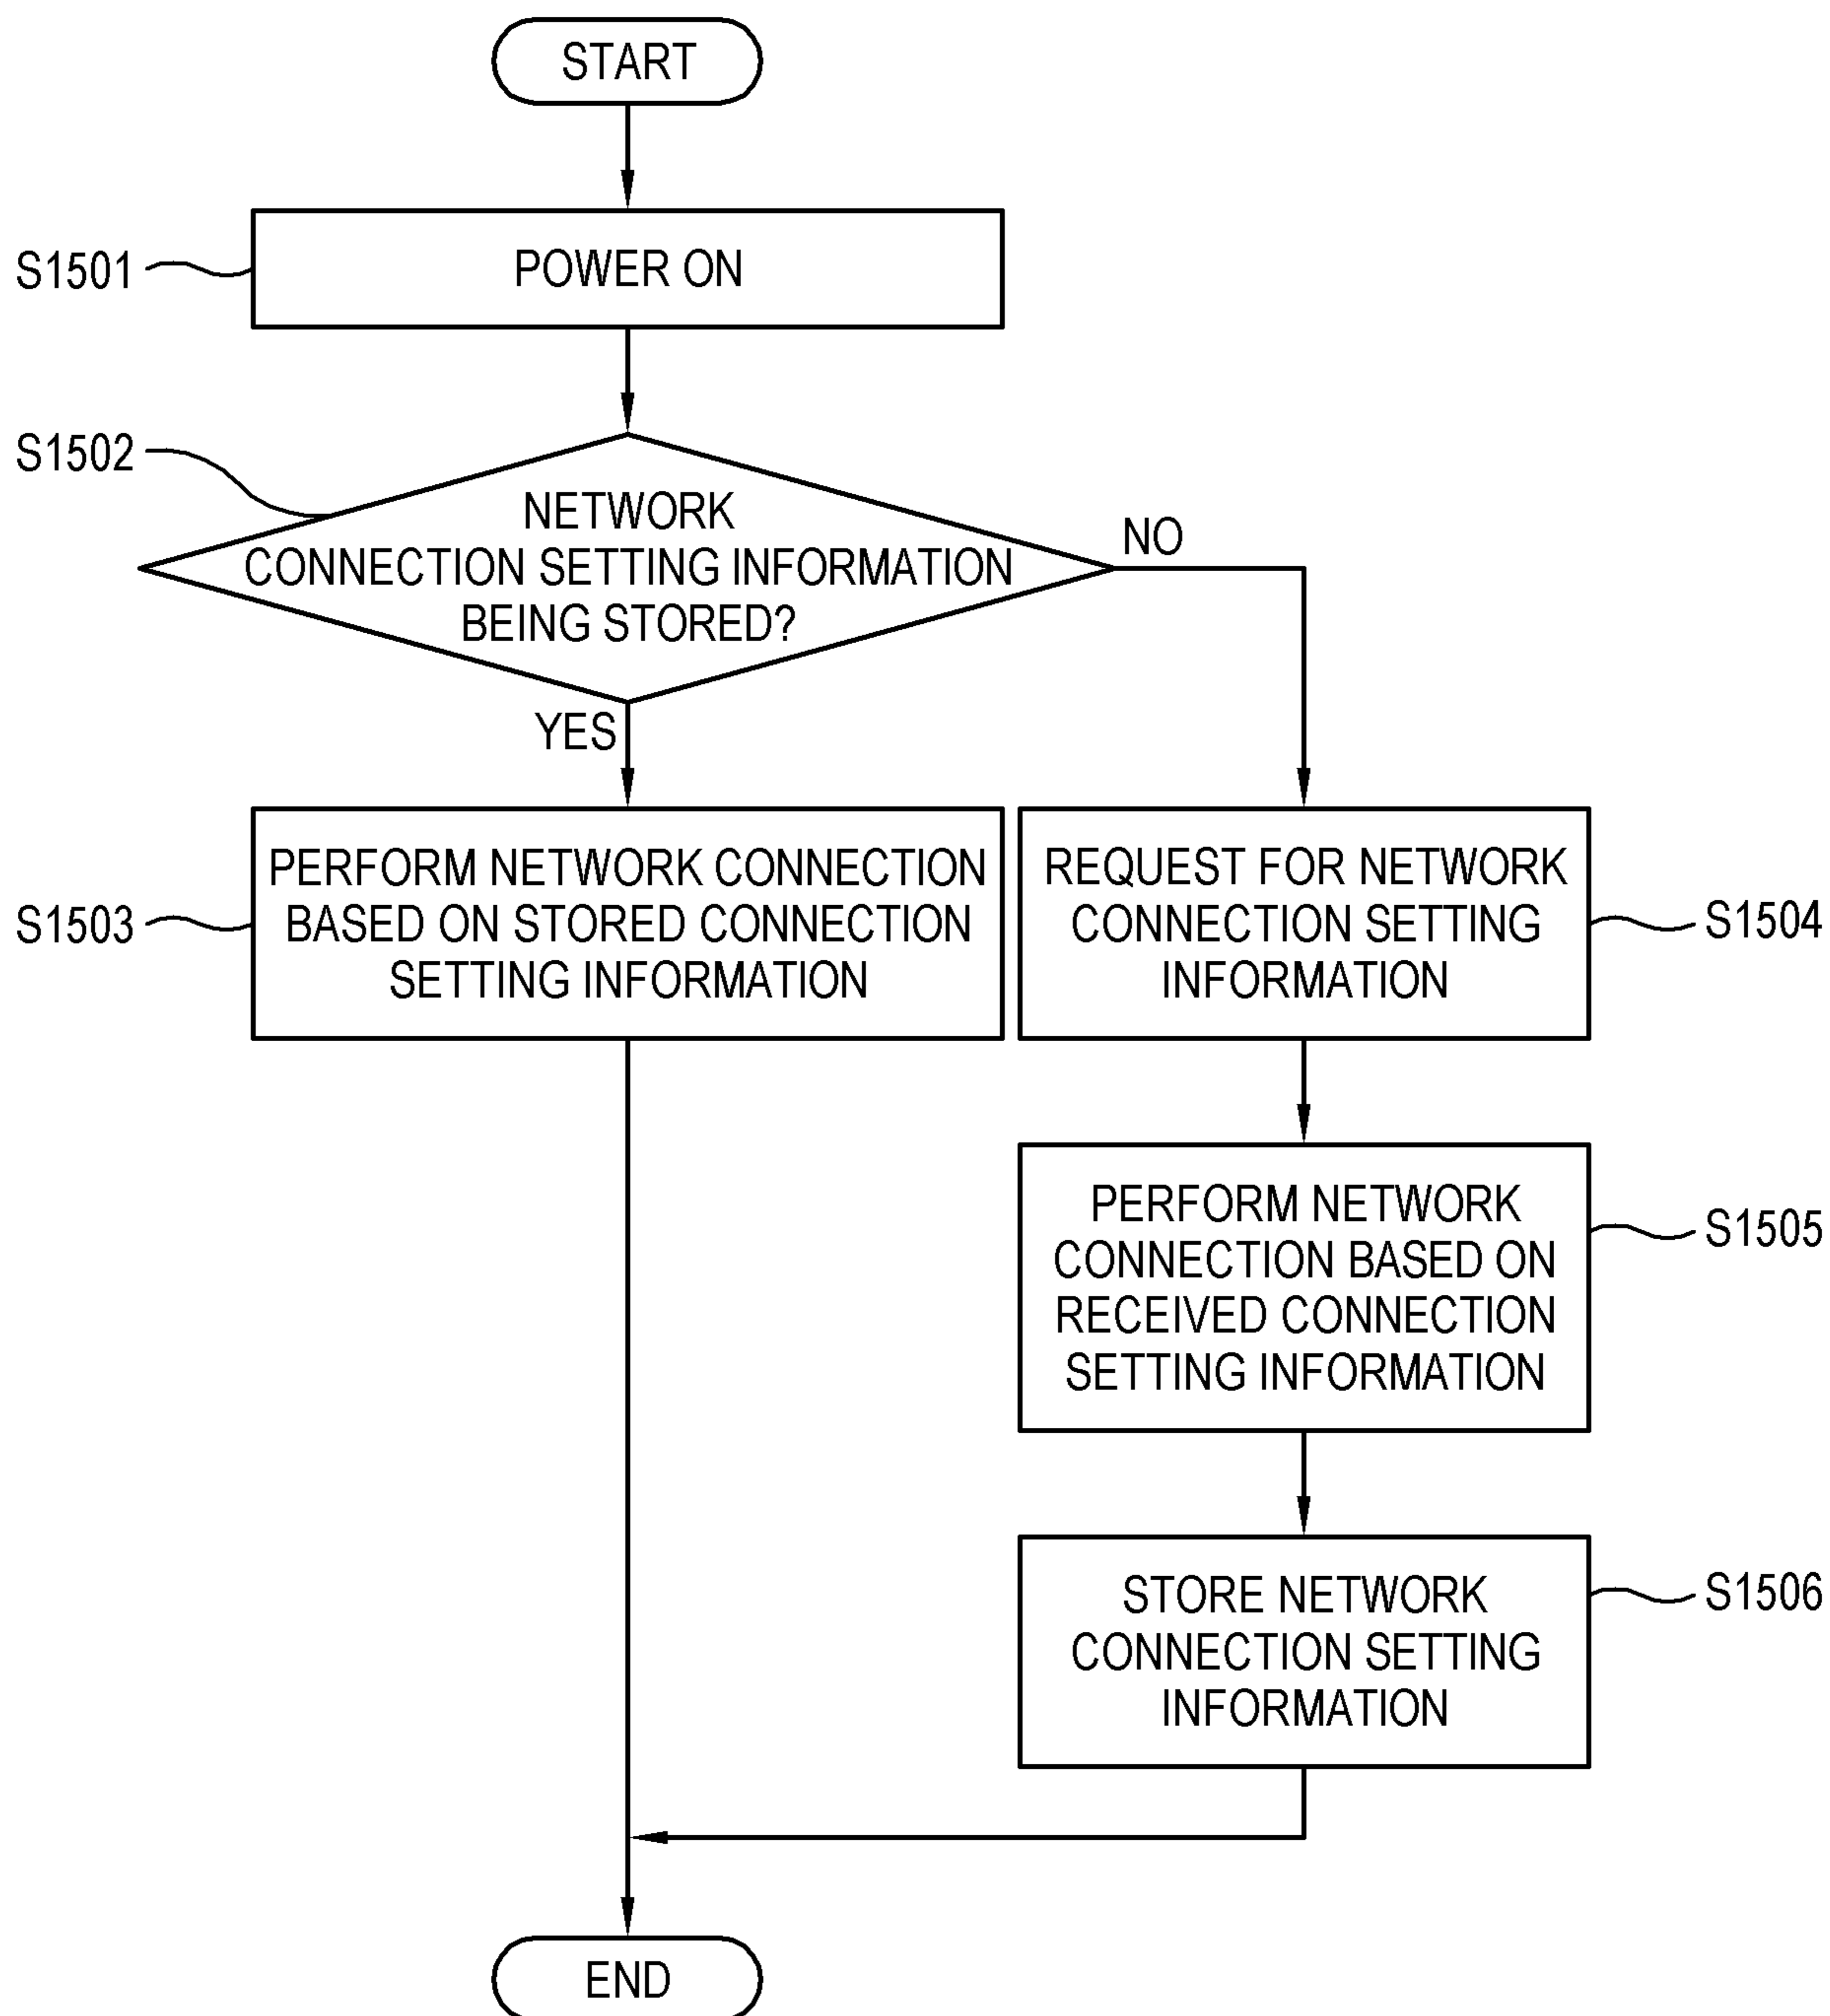 START
S1501
POWER ON
S1502
NETWORK
CONNECTION SETTING INFORMATION
BEING STORED?
NO
YES
S1503
PERFORM NETWORK CONNECTION
BASED ON STORED CONNECTION
SETTING INFORMATION
REQUEST FOR NETWORK
CONNECTION SETTING
INFORMATION
S1504
PERFORM NETWORK
CONNECTION BASED ON
RECEIVED CONNECTION
SETTING INFORMATION
S1505
STORE NETWORK
CONNECTION SETTING
INFORMATION
S1506
END